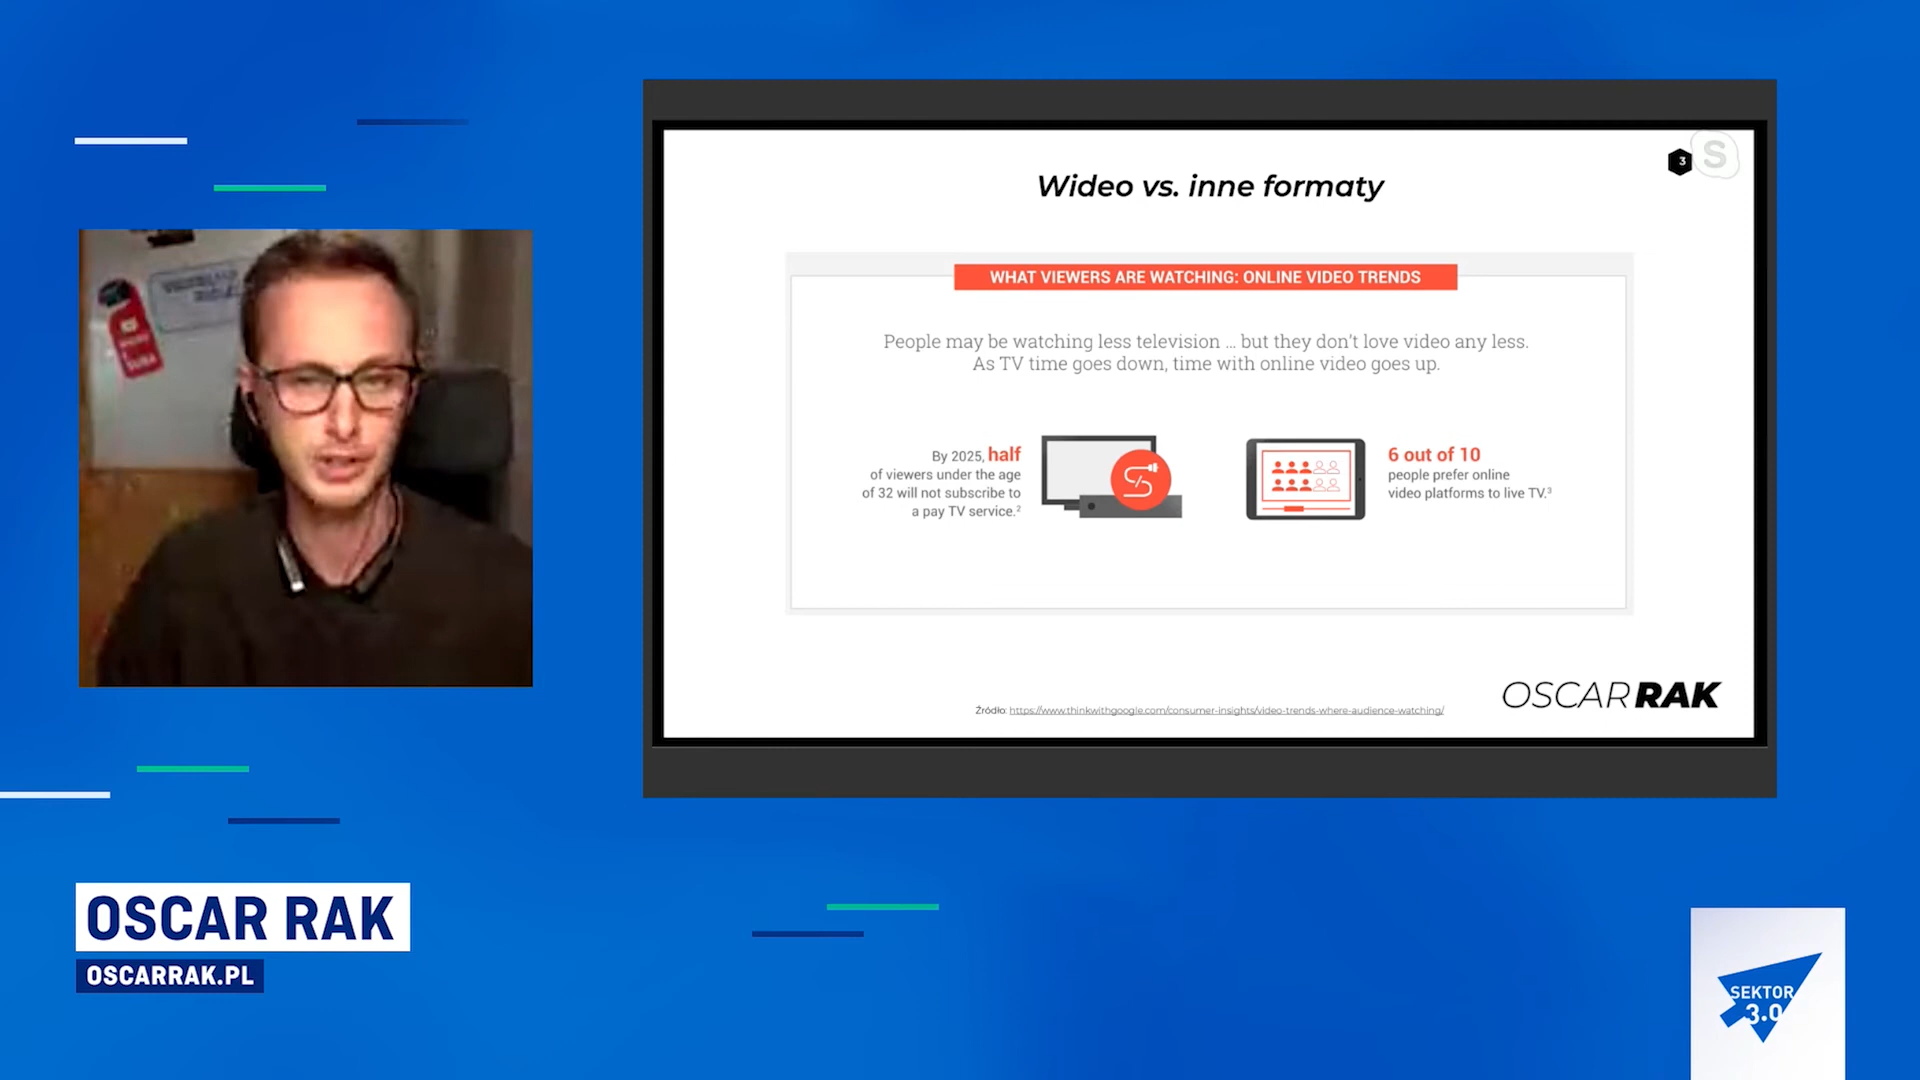 3
S
Wideo vs. inne formaty
WHAT VIEWERS ARE WATCHING: ONLINE VIDEO TRENDS
People may be watching less television ... but they don't love video any less.
As TV time goes down, time with online video goes up.
By 2025, half
of viewers under the age
of 32 will not subscribe to
a pay TV service.²
6 out of 10
people prefer online
video platforms to live TV.³
Źródło: https://www.thinkwithgoogle.com/consumer-insights/video-trends-where-audience-watching/
OSCARRAK
OSCAR RAK
OSCARRAK.PL
SEKTOR
3.0